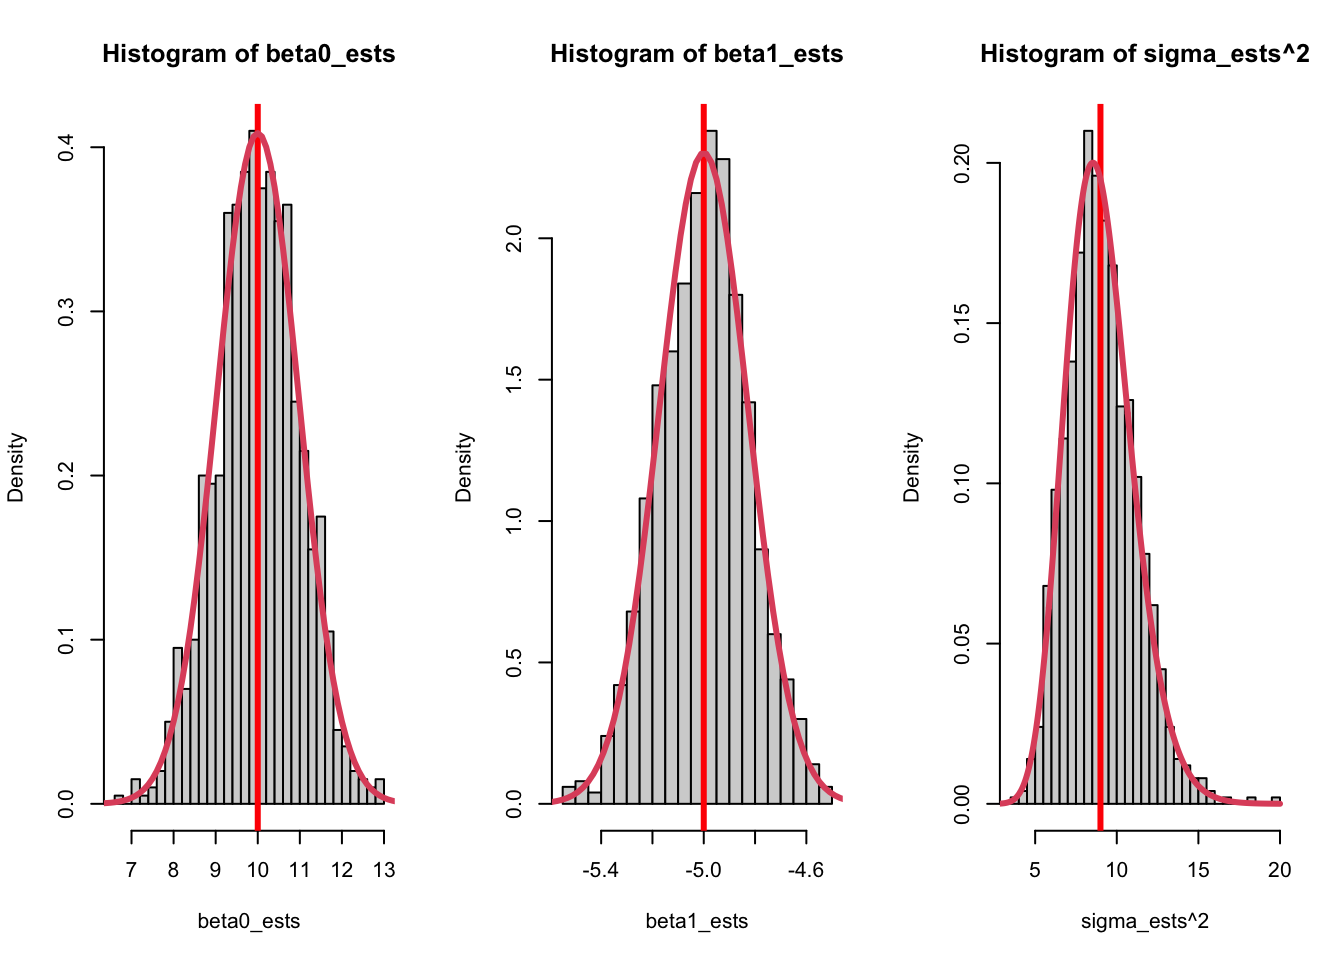 Histogram of beta0_ests
Density
0.0 0.1 0.2 0.3 0.4
7 8 9 10 11 12 13
beta0_ests
Histogram of beta1_ests
Density
0.0 0.5 1.0 1.5 2.0
-5.4 -5.0 -4.6
beta1_ests
Histogram of sigma_ests^2
Density
0.00 0.05 0.10 0.15 0.20
5 10 15 20
sigma_ests^2